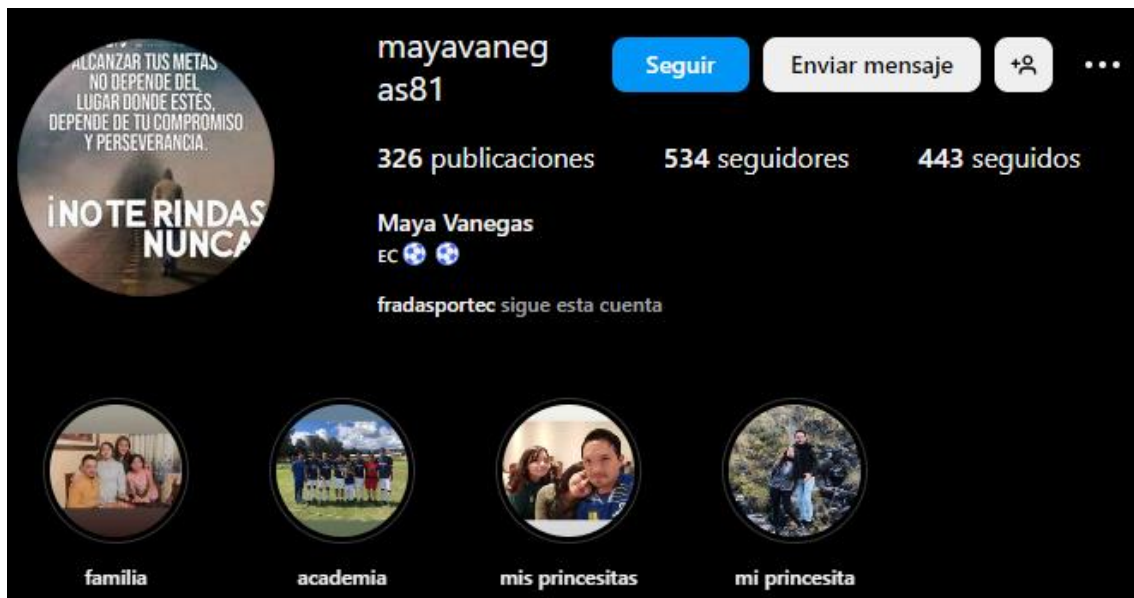 ALCANZAR TUS METAS
NO DEPENDE DEL
LUGAR DONDE ESTÉS,
DEPENDE DE TU COMPROMISO
Y PERSEVERANCIA.
¡NO TE RINDAS
NUNCA
mayavaneg
as81
Seguir
Enviar mensaje
326 publicaciones 534 seguidores 443 seguidos
Maya Vanegas
EC⚽ ⚽
fradasportec sigue esta cuenta
familia academia mis princesitas mi princesita